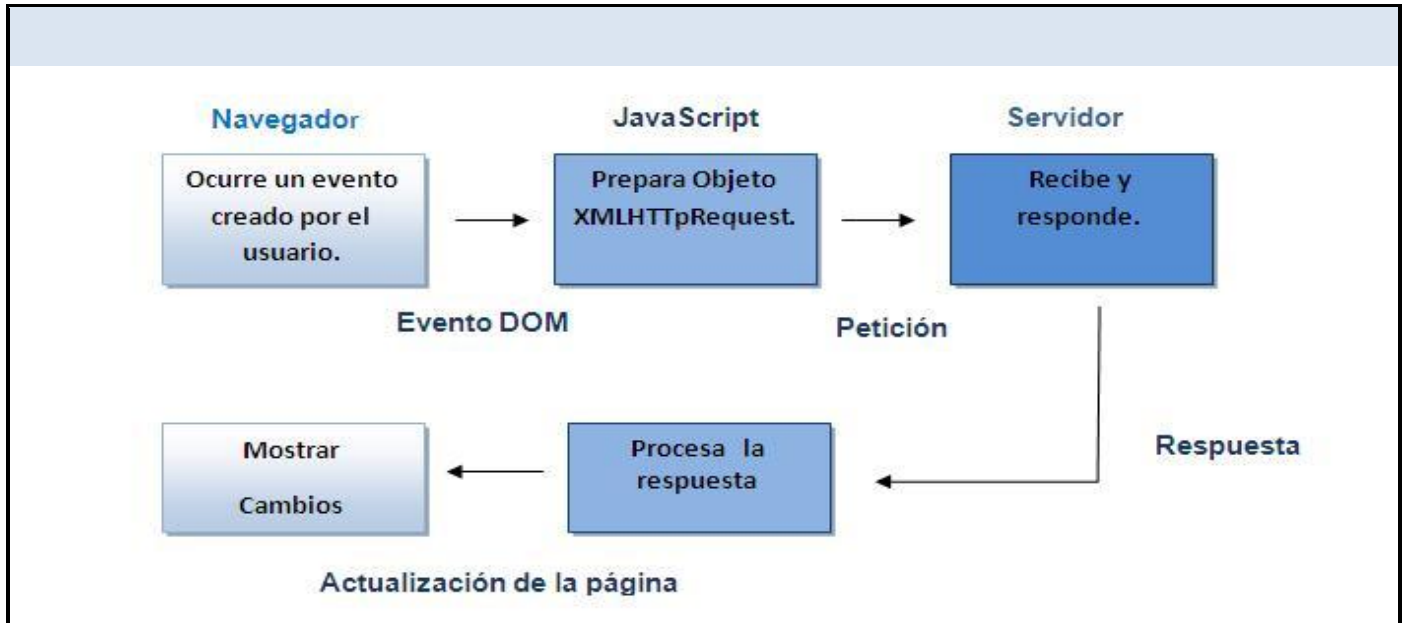 Navegador
JavaScript
Servidor
Ocurre un evento
creado por el
usuario.
Prepara Objeto
XMLHTTpRequest.
Recibe y
responde.
Evento DOM
Petición
Mostrar
Cambios
Procesa la
respuesta
Respuesta
Actualización de la página